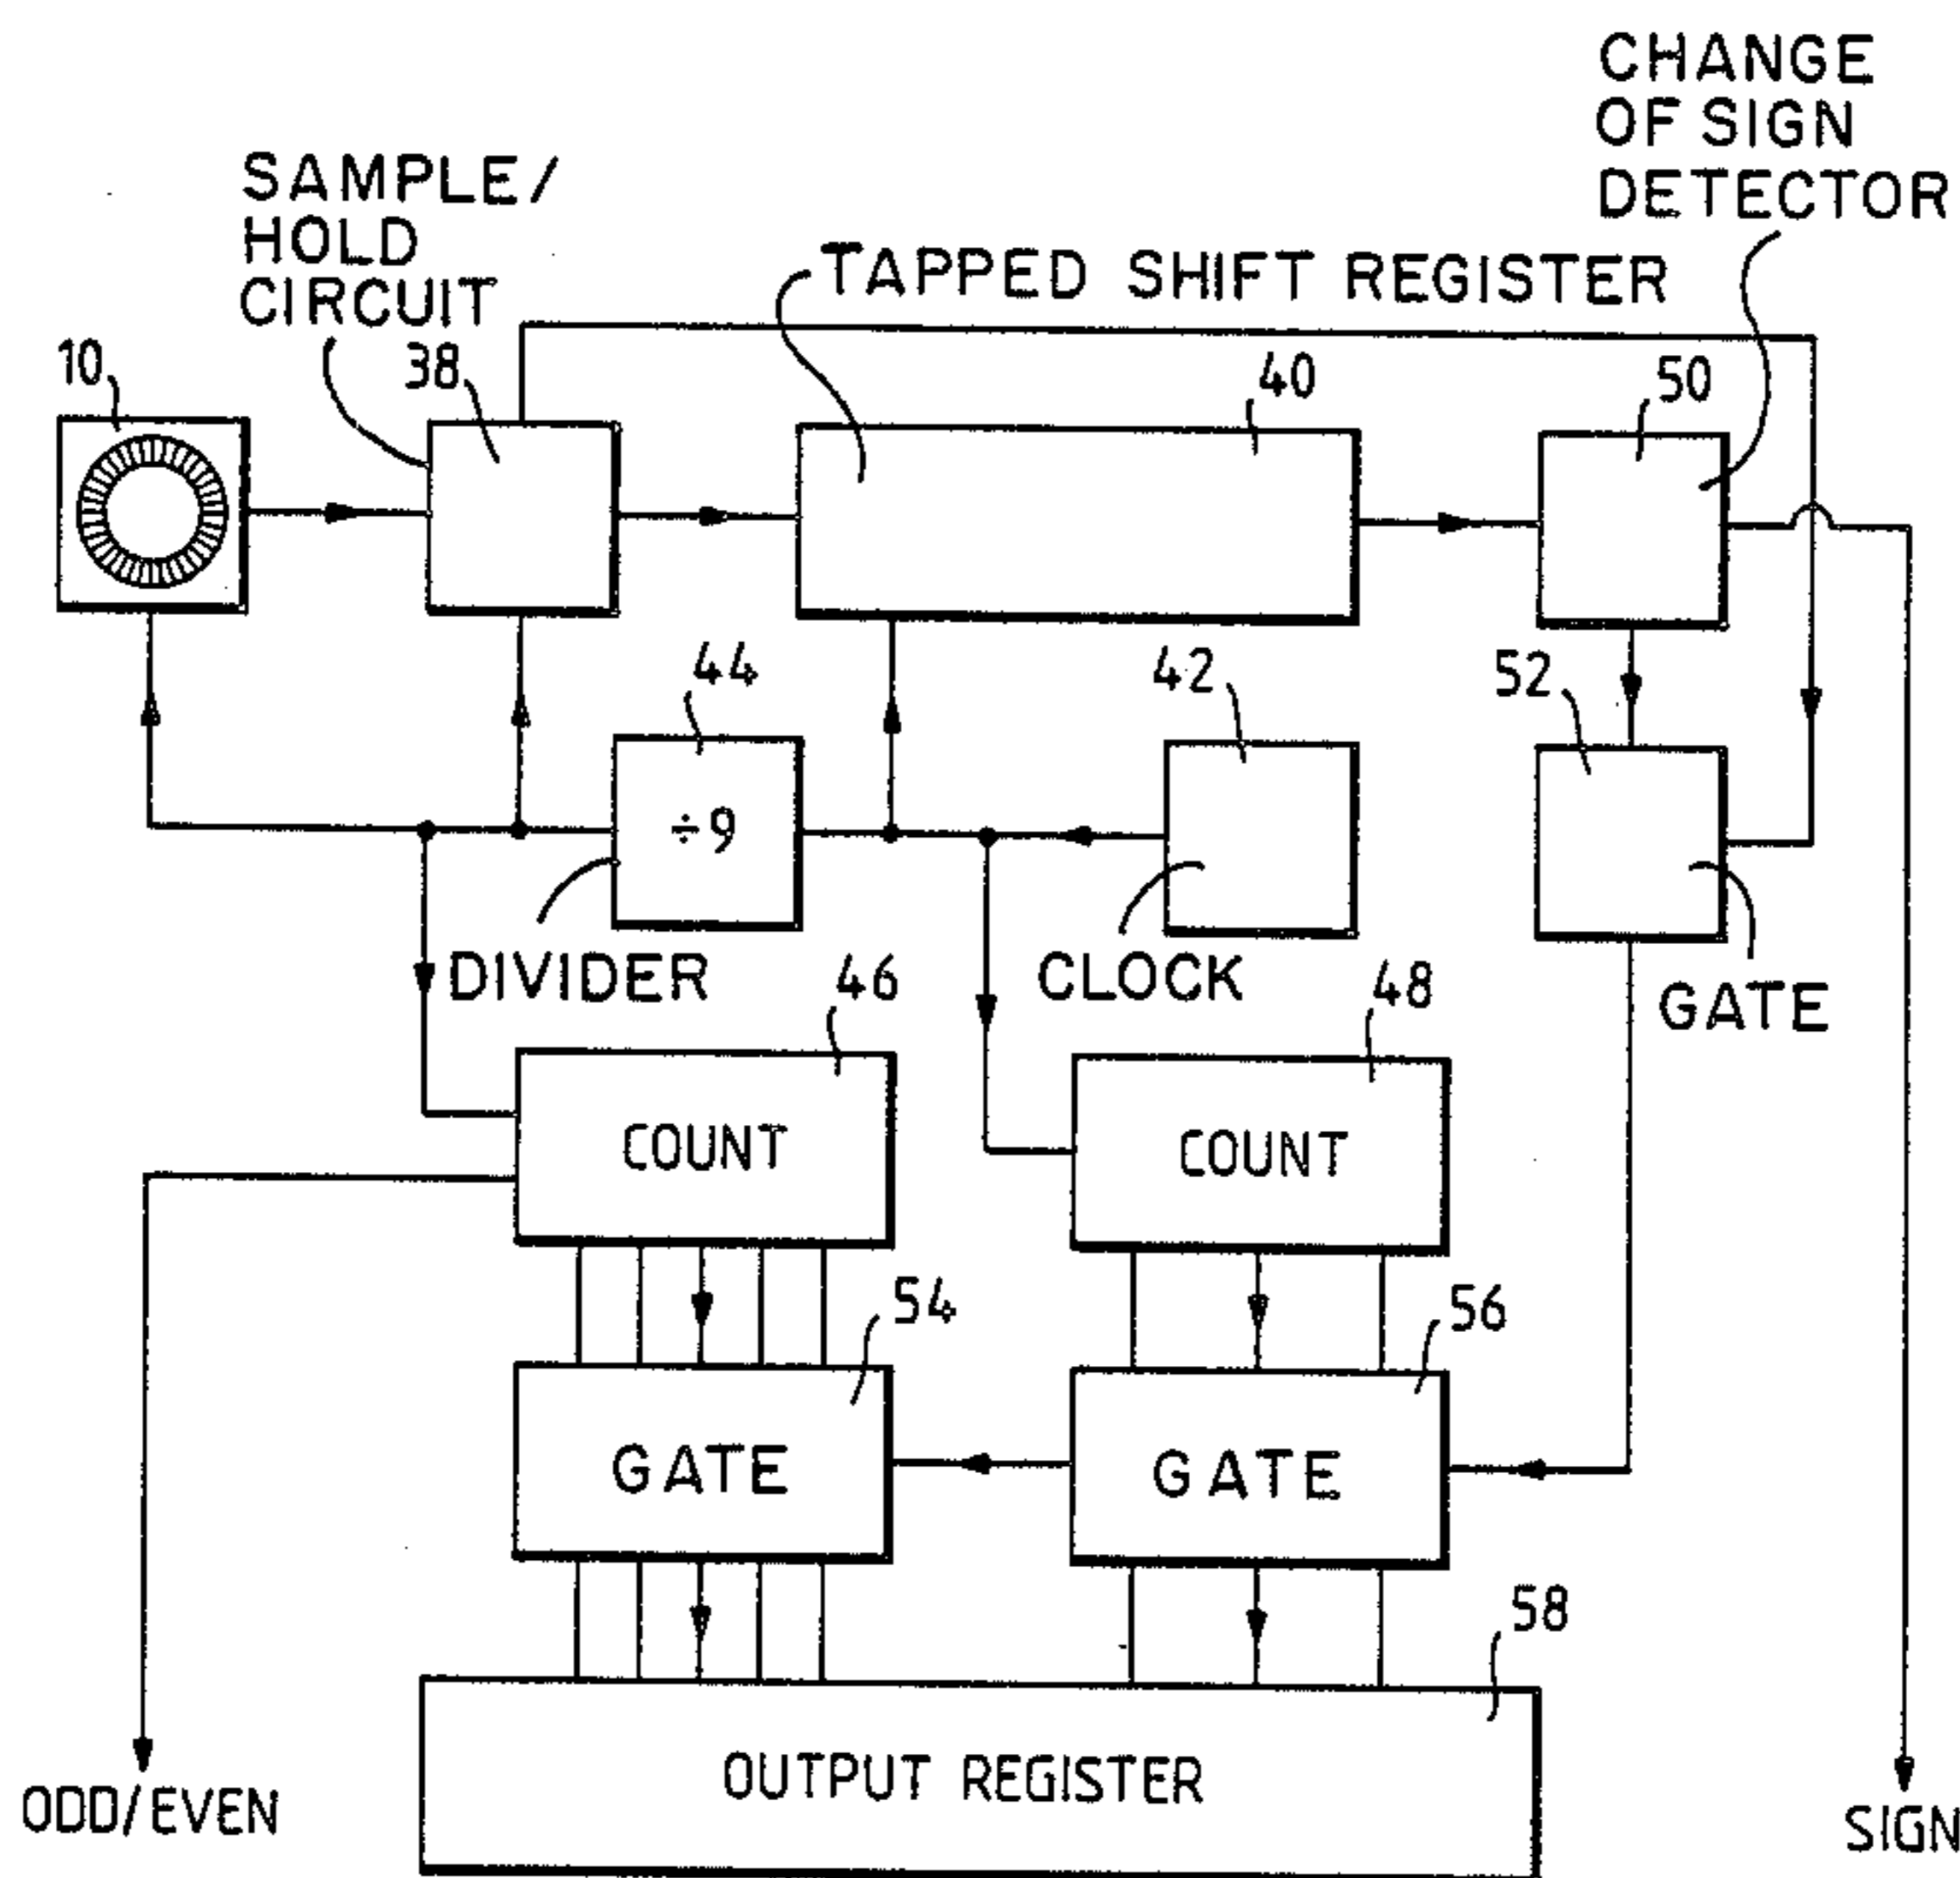 CHANGE
OF SIGN
DETECTOR
SAMPLE/
HOLD
CIRCUIT
TAPPED SHIFT REGISTER
10
38
40
50
44
42
52
÷9
DIVIDER
CLOCK
GATE
46
48
COUNT
COUNT
54
56
GATE
GATE
58
OUTPUT REGISTER
ODD/EVEN
SIGN